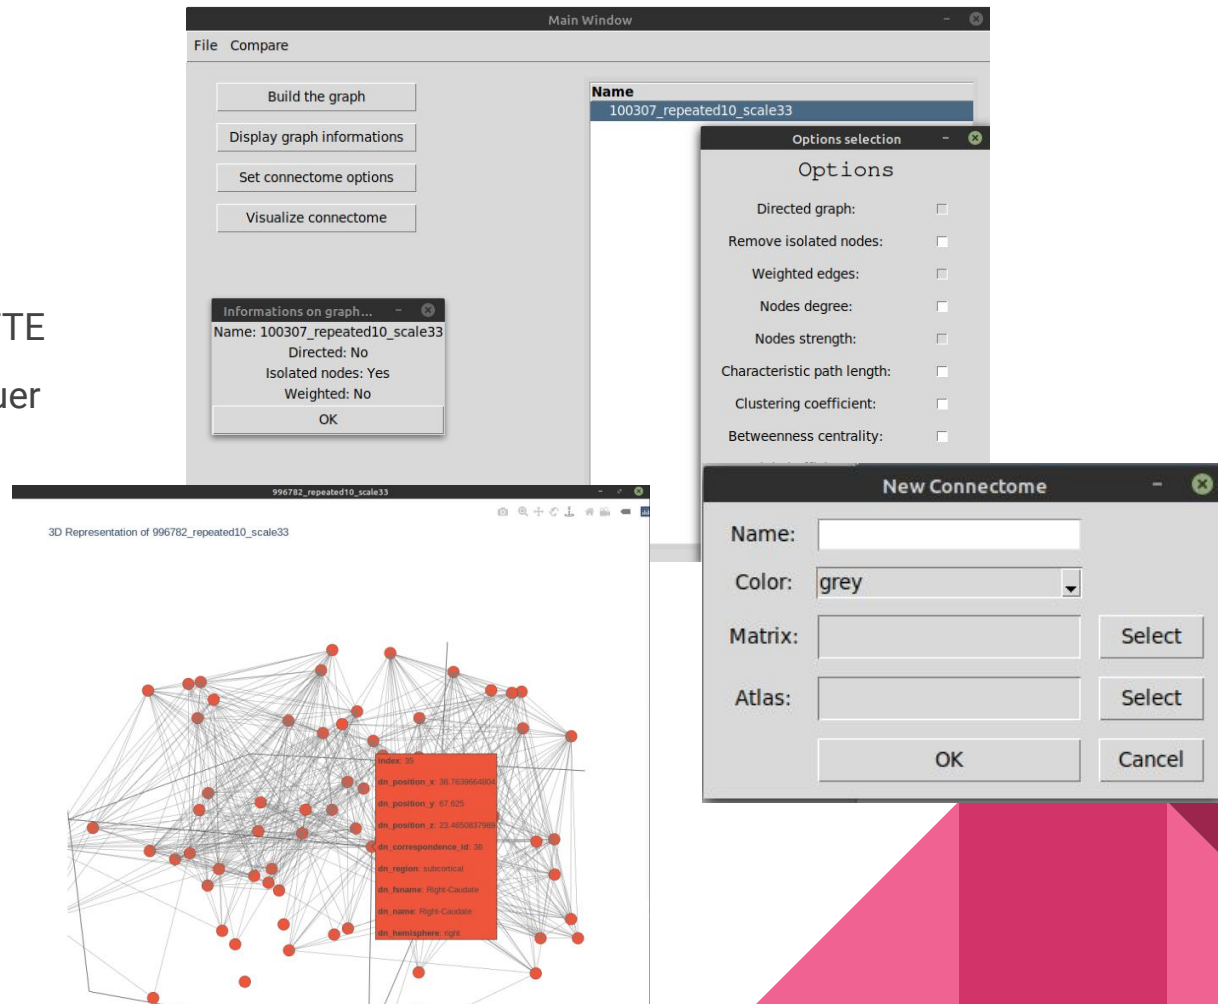 Main Window
File Compare
Build the graph
Display graph informations
Set connectome options
Visualize connectome
Name
100307_repeated10_scale33
Options selection
Options
Directed graph:
Remove isolated nodes:
Weighted edges:
Nodes degree:
Nodes strength:
Characteristic path length:
Clustering coefficient:
Betweenness centrality:
Informations on graph...
Name: 100307_repeated10_scale33
Directed: No
Isolated nodes: Yes
Weighted: No
OK
TE
uer
996782_repeated10_scale33
3D Representation of 996782_repeated10_scale33
index: 35
dn_position_x: 36.7639664804
dn_position_y: 67.625
dn_position_z: 23.4650837989
dn_correspondence_id: 36
dn_region: subcortical
dn_fsname: Right-Caudate
dn_name: Right-Caudate
dn_hemisphere: right
New Connectome
Name:
Color: grey
Matrix: Select
Atlas: Select
OK Cancel